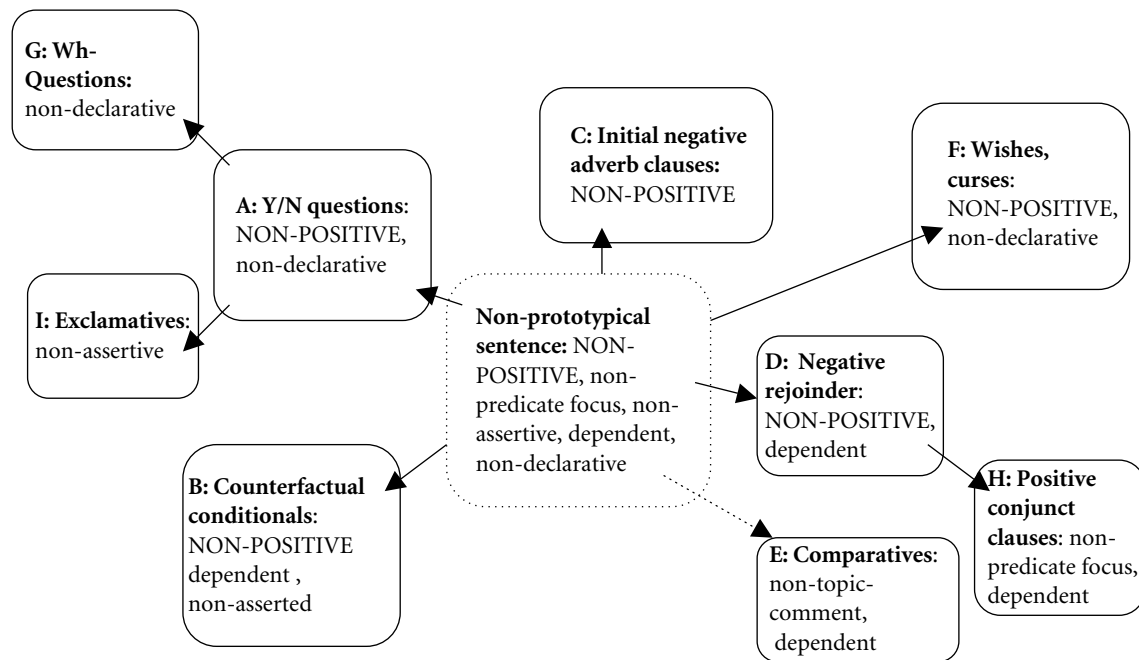 G: Wh-
Questions:
non-declarative
C: Initial negative
adverb clauses:
NON-POSITIVE
F: Wishes,
curses:
NON-POSITIVE,
non-declarative
A: Y/N questions:
NON-POSITIVE,
non-declarative
I: Exclamatives:
non-assertive
Non-prototypical
sentence: NON-
POSITIVE, non-
predicate focus, non-
assertive, dependent,
non-declarative
D: Negative
rejoinder:
NON-POSITIVE,
dependent
B: Counterfactual
conditionals:
NON-POSITIVE
dependent ,
non-asserted
H: Positive
conjunct
clauses: non-
predicate focus,
dependent
E: Comparatives:
non-topic-
comment,
dependent